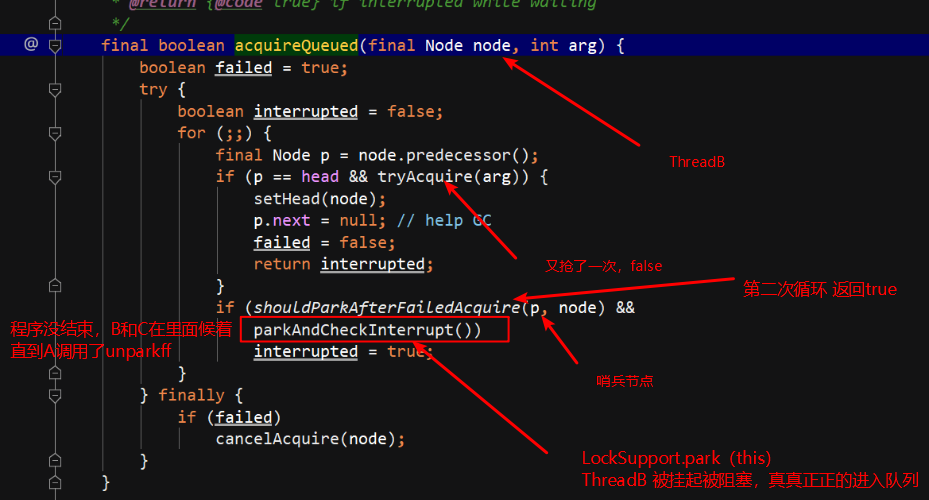 * @return {@code true} if interrupted while waiting
*/
@ final boolean acquireQueued(final Node node, int arg) {
boolean failed = true;
try {
boolean interrupted = false;
for (;;) {
final Node p = node.predecessor();
ThreadB
if (p == head && tryAcquire(arg)) {
setHead(node);
p.next = null; // help GC
failed = false;
return interrupted;
又抢了一次，false
}
第二次循环 返回true
if (shouldParkAfterFailedAcquire(p, node) &&
程序没结束，B和C在里面候着
直到A调用了unparkff
parkAndCheckInterrupt())
interrupted = true;
哨兵节点
}
} finally {
if (failed)
cancelAcquire(node);
}
LockSupport.park（this）
ThreadB 被挂起被阻塞，真真正正的进入队列
}